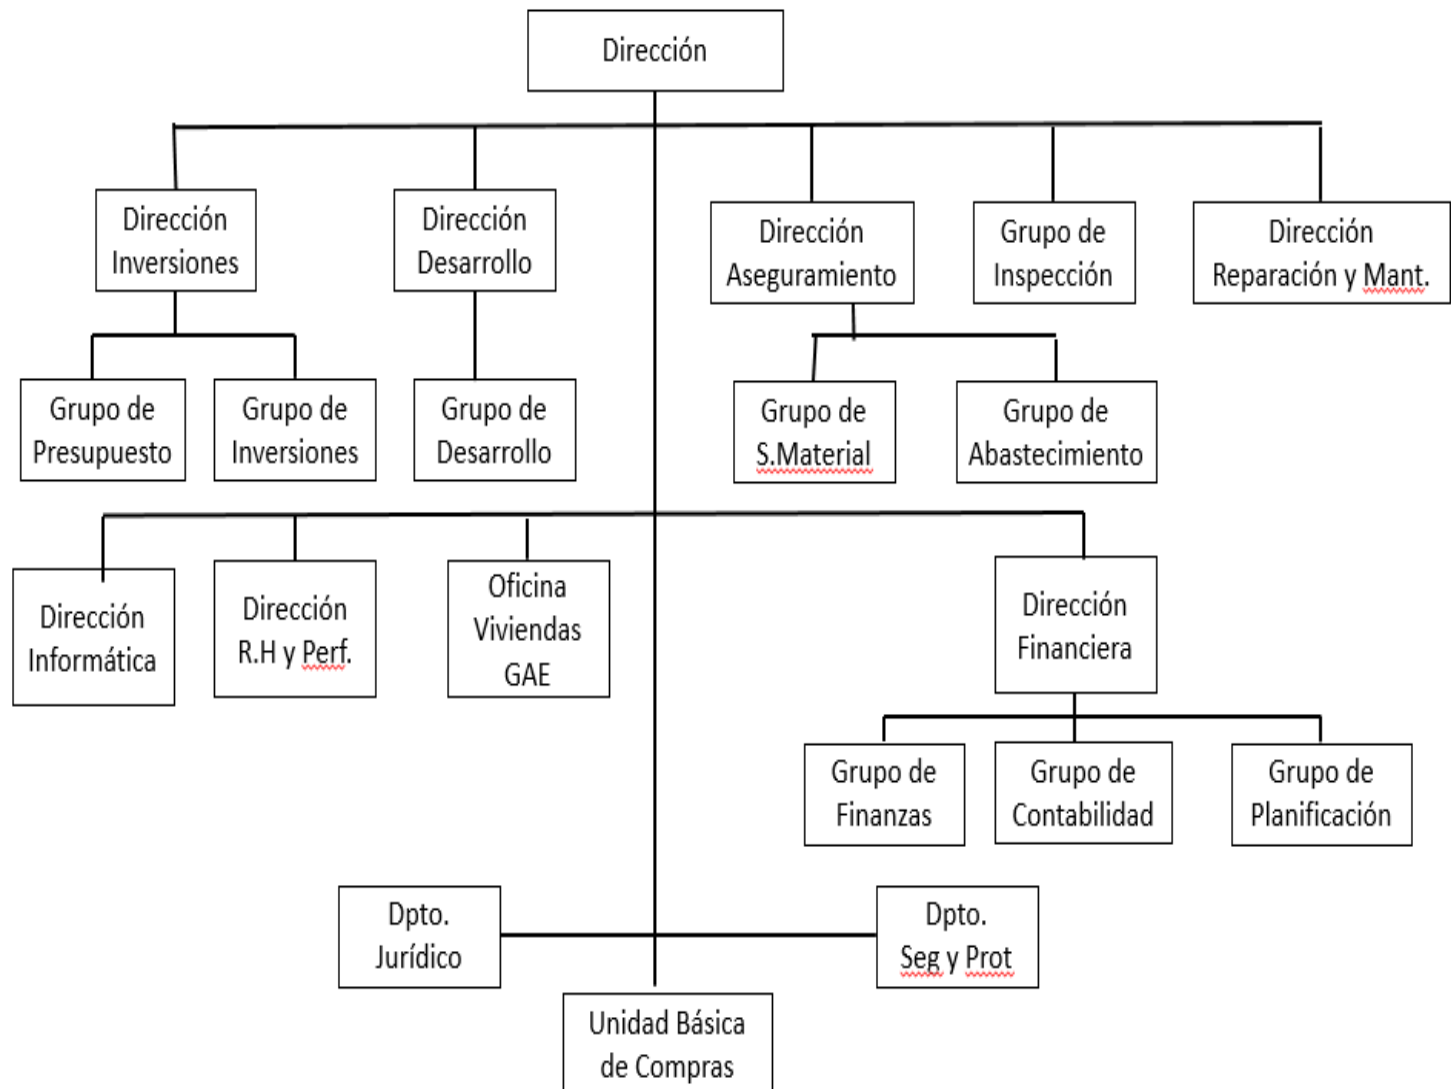 Dirección
Dirección
Inversiones
Dirección
Desarrollo
Dirección
Aseguramiento
Grupo de
Inspección
Dirección
Reparación y Mant.
Grupo de
Presupuesto
Grupo de
Inversiones
Grupo de
Desarrollo
Grupo de
S.Material
Grupo de
Abastecimiento
Dirección
Informática
Dirección
R.H y Perf.
Oficina
Viviendas
GAE
Dirección
Financiera
Grupo de
Finanzas
Grupo de
Contabilidad
Grupo de
Planificación
Dpto.
Jurídico
Dpto.
Seg y Prot
Unidad Básica
de Compras